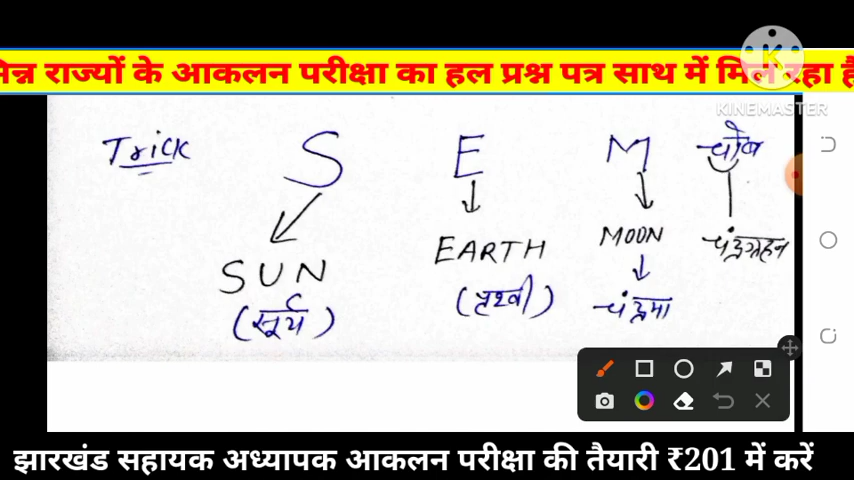 िन्न राज्यों के आकलन परीक्षा का हल प्रश्न पत्र साथ में मिल रहा है
KINEMASTER
Trick S E M
SUN EARTH MOON चंद्रग्रहन
(सूर्य) (पृथ्वी) चंद्रमा
झारखंड सहायक अध्यापक आकलन परीक्षा की तैयारी ₹201 में करें